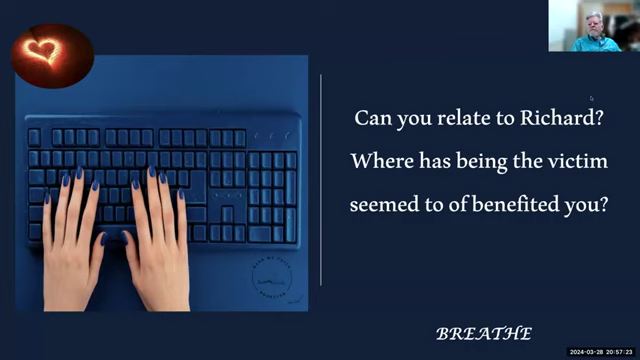 Can you relate to Richard?
Where has being the victim
seemed to of benefited you?
BREATHE
2024-03-28 20:57:23